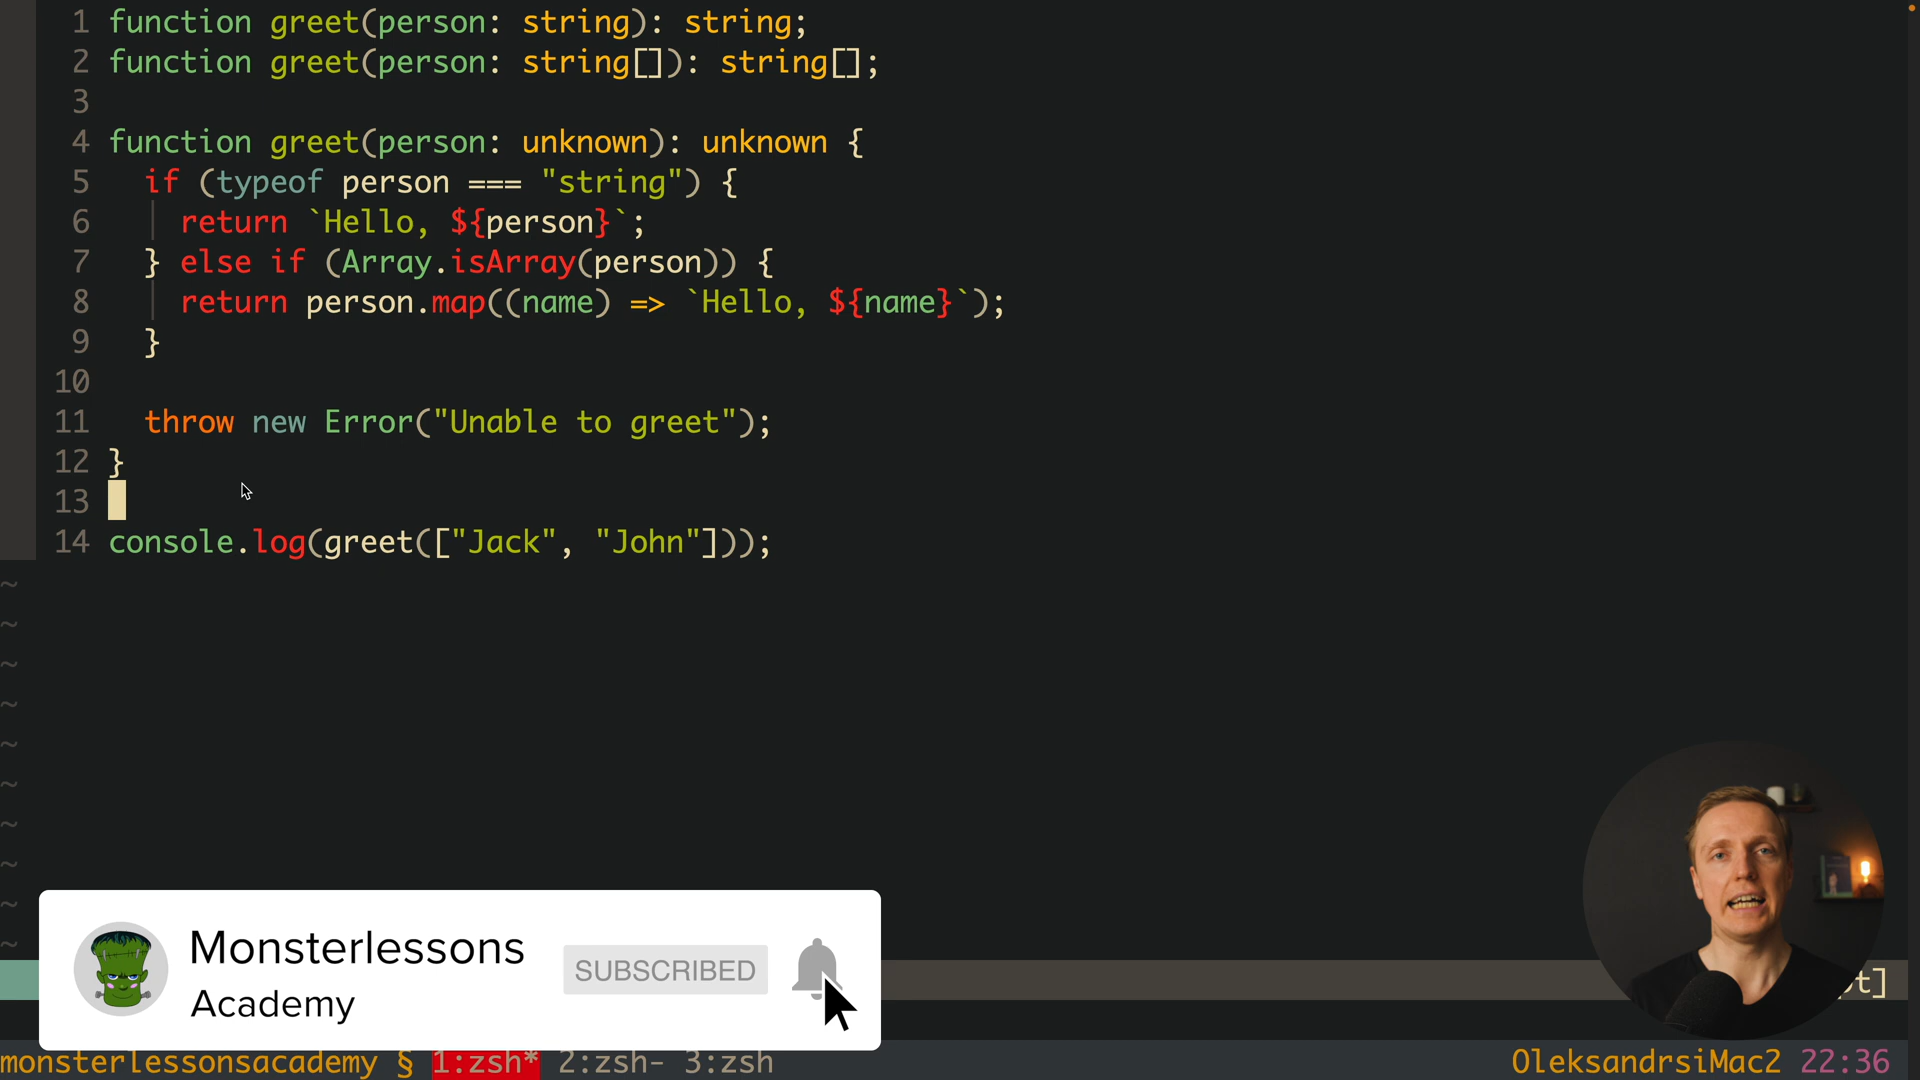 1 function greet(person: string): string;
2 function greet(person: string[]): string[];
3
4 function greet(person: unknown): unknown {
5 if (typeof person === "string") {
6 return `Hello, ${person}`;
7 } else if (Array.isArray(person)) {
8 return person.map((name) => `Hello, ${name}`);
9 }
10
11 throw new Error("Unable to greet");
12 }
13
14 console.log(greet(["Jack", "John"]));
~
~
~
~
~
~
~
~
~
~
Monsterlessons
Academy
SUBSCRIBED
t]
monsterlessonsacademy § 1:zsh* 2:zsh- 3:zsh OleksandrsiMac2 22:36